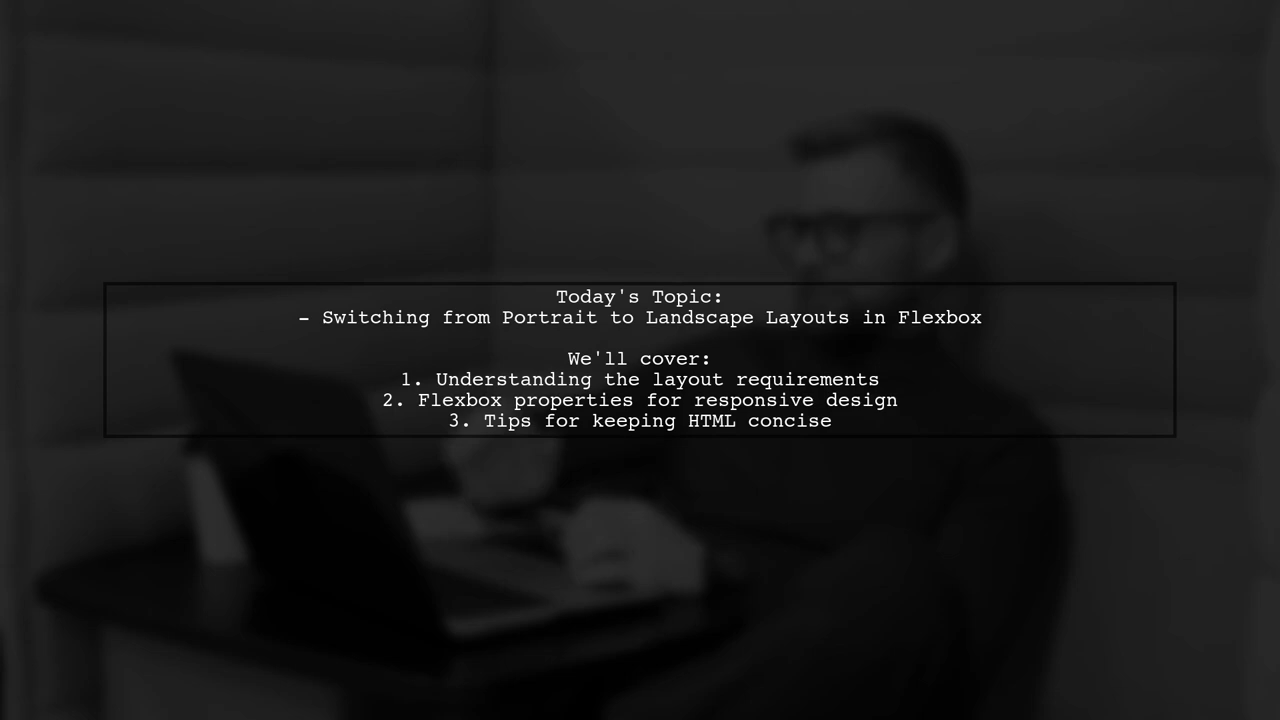 Today's Topic:
- Switching from Portrait to Landscape Layouts in Flexbox
We'll cover:
1. Understanding the layout requirements
2. Flexbox properties for responsive design
3. Tips for keeping HTML concise